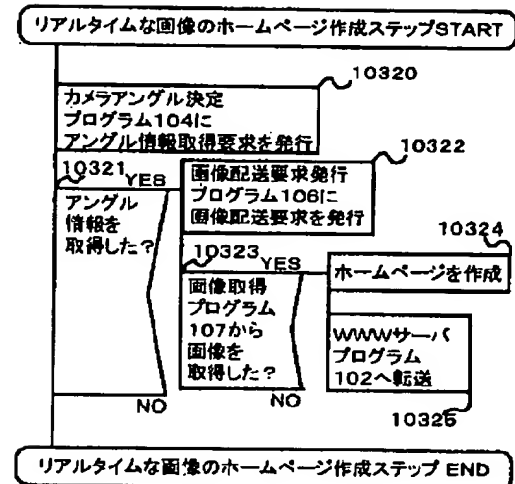 リアルタイムな画像のホームページ作成ステップSTART
10320
カメラアングル決定
プログラム104に
アングル情報取得要求を発行
10321
YES
アングル
情報を
取得した?
NO
10322
画像配送要求発行
プログラム106に
画像配送要求を発行
10323
YES
画像取得
プログラム
107から
画像を
取得した?
NO
10324
ホームページを作成
WWWサーバ
プログラム
102へ転送
10325
リアルタイムな画像のホームページ作成ステップ END